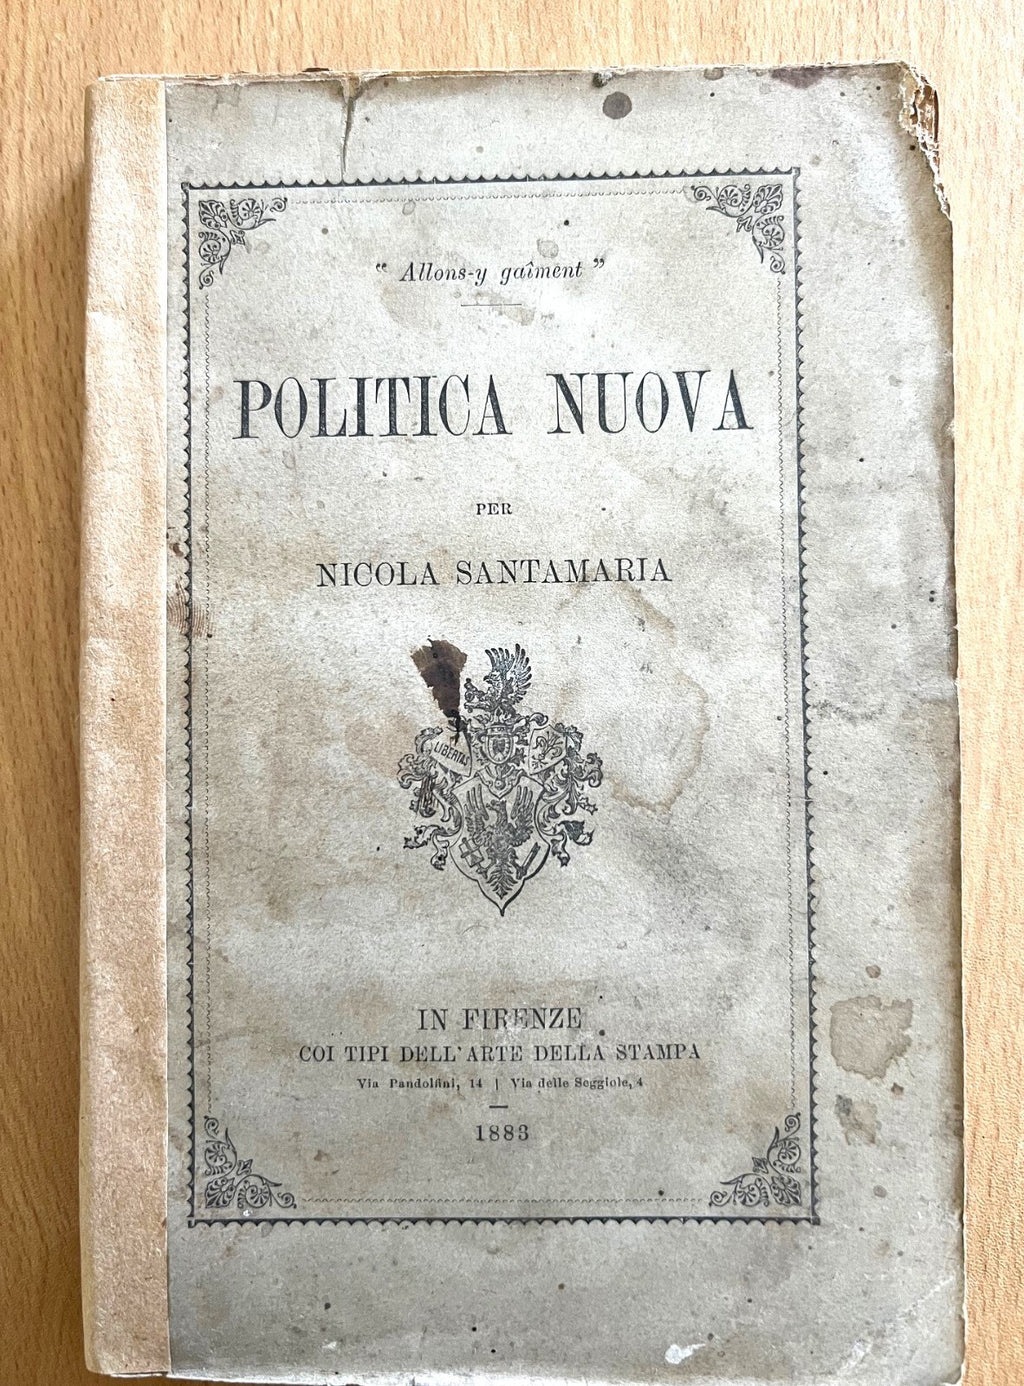 “ Allons-y gaîment ”
POLITICA NUOVA
PER
NICOLA SANTAMARIA
LIBERTAS
IN FIRENZE
COI TIPI DELL'ARTE DELLA STAMPA
Via Pandolfini, 14 | Via delle Seggiole, 4
1883